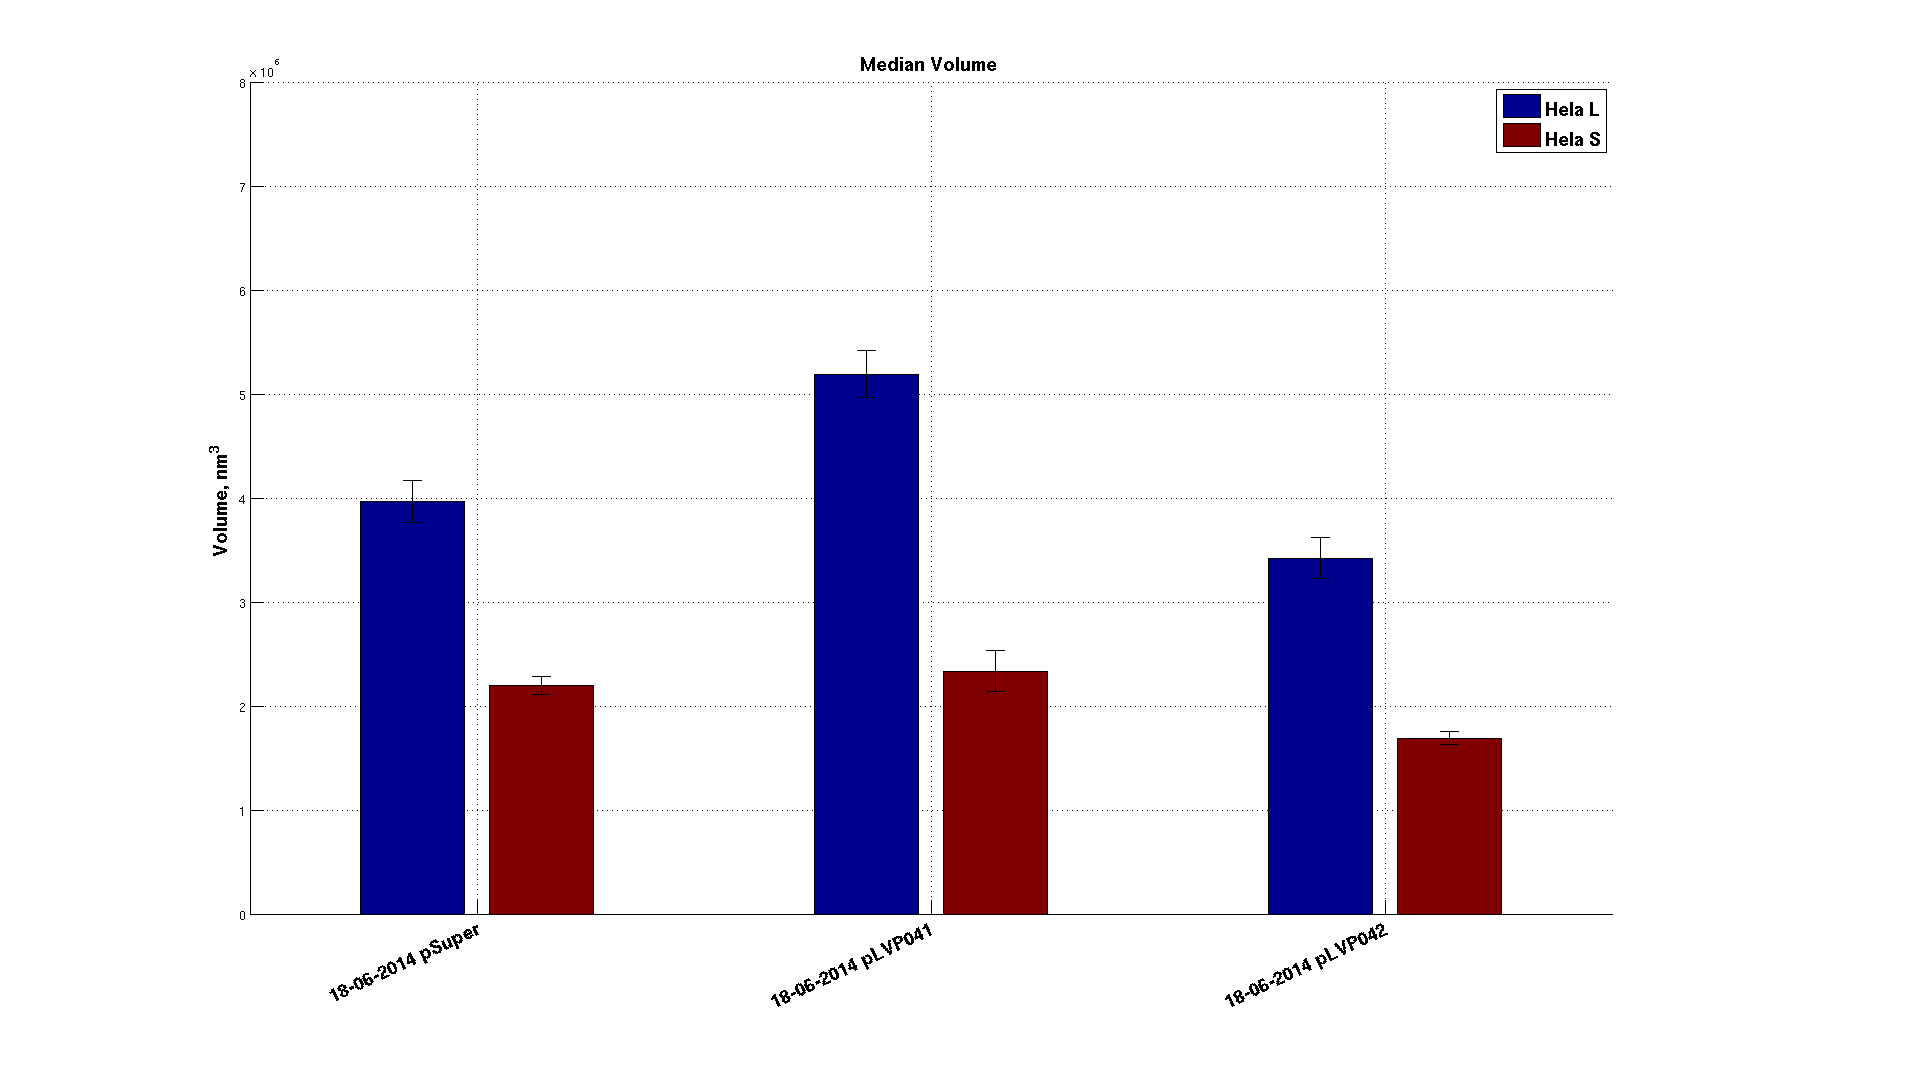 Median Volume
×10⁶
8
7
6
5
4
3
2
1
0
Volume, nm³
Hela L
Hela S
18-06-2014 pSuper
18-06-2014 pLVP041
18-06-2014 pLVP042